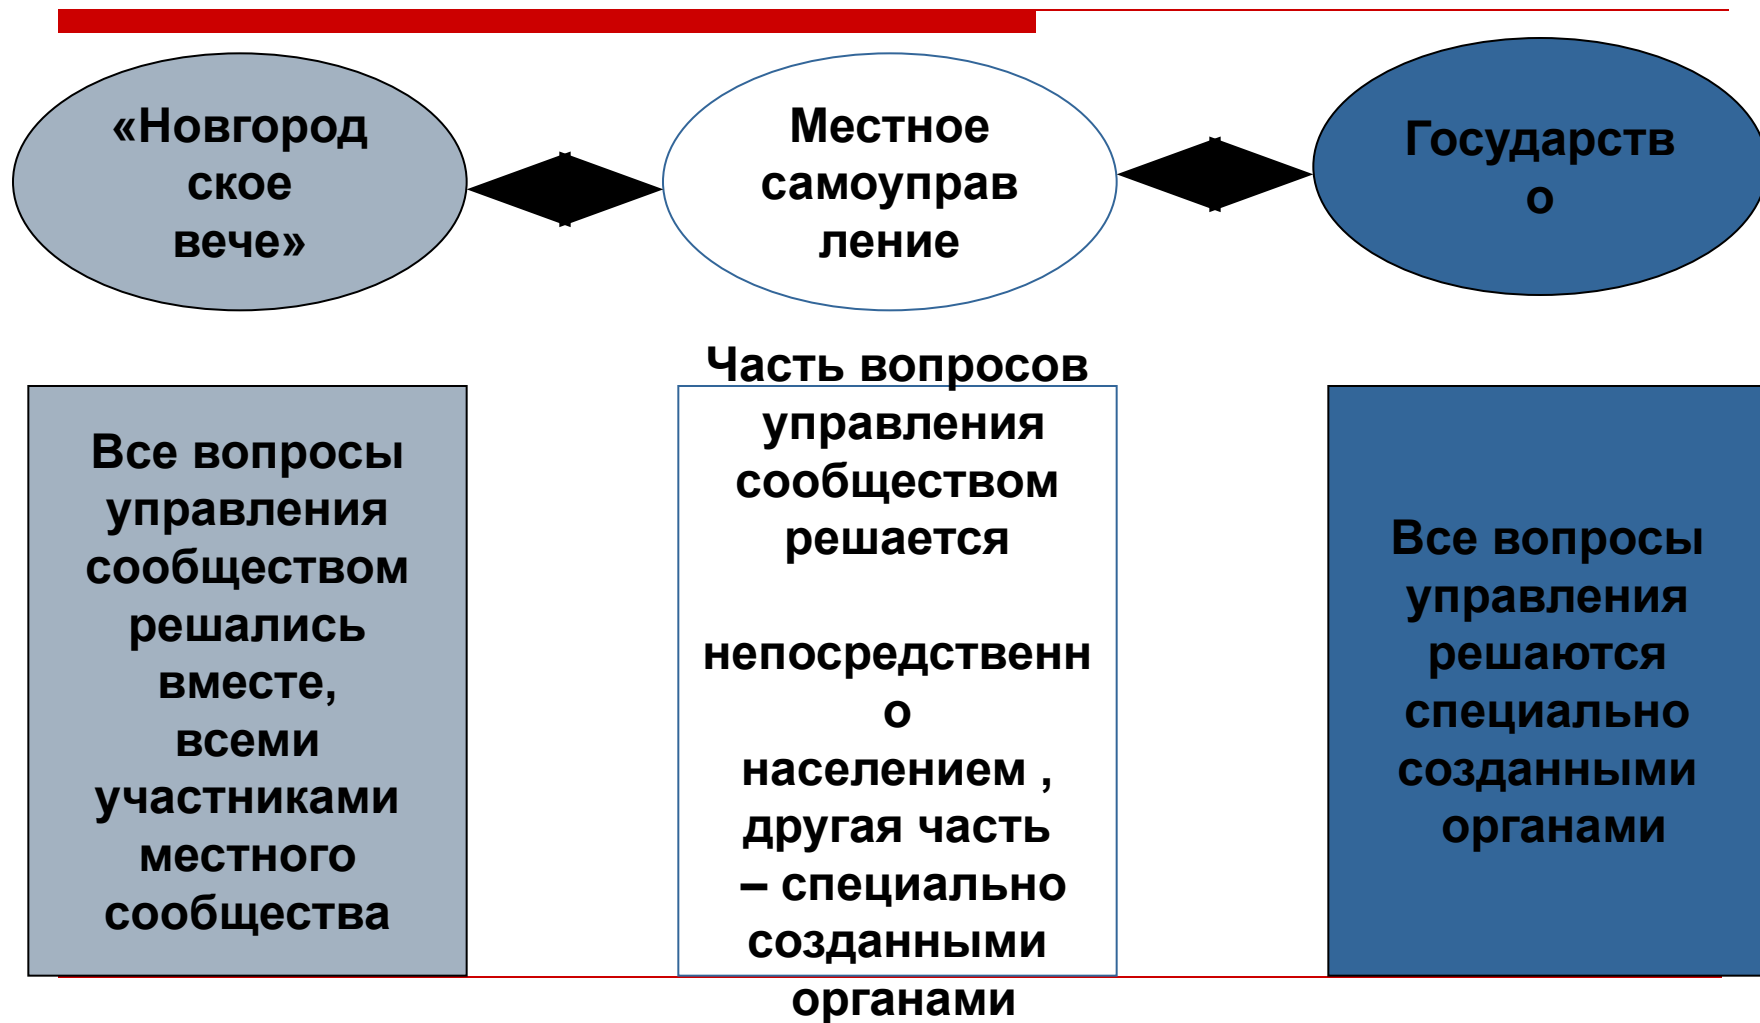 «Новгород
ское
вече»
Местное
самоуправ
ление
Государств
о
Все вопросы
управления
сообществом
решались
вместе,
всеми
участниками
местного
сообщества
Часть вопросов
управления
сообществом
решается
непосредственн
о
населением ,
другая часть
– специально
созданными
органами
Все вопросы
управления
решаются
специально
созданными
органами